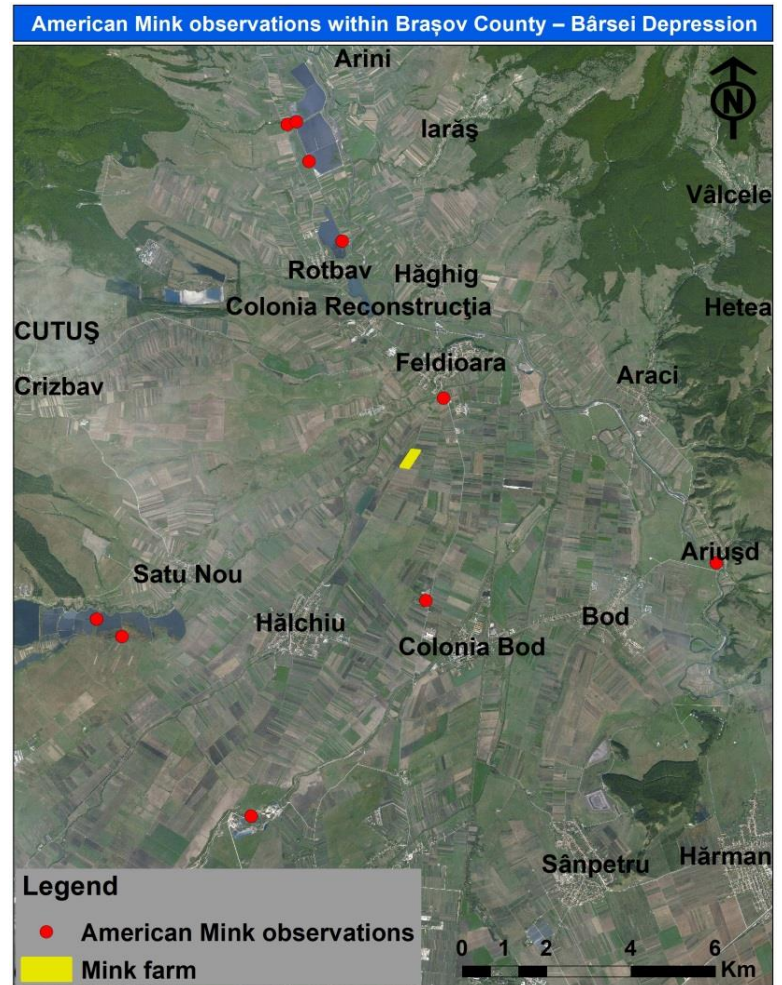 American Mink observations within Brașov County – Bârsei Depression
Arini
N
Iarăş
Vâlcele
Rotbav
Hăghig
Colonia Reconstrucţia
Hetea
CUTUŞ
Feldioara
Araci
Crizbav
Ariuşd
Satu Nou
Hălchiu
Bod
Colonia Bod
Sânpetru
Hărman
Legend
American Mink observations
Mink farm
0 1 2 4 6
Km